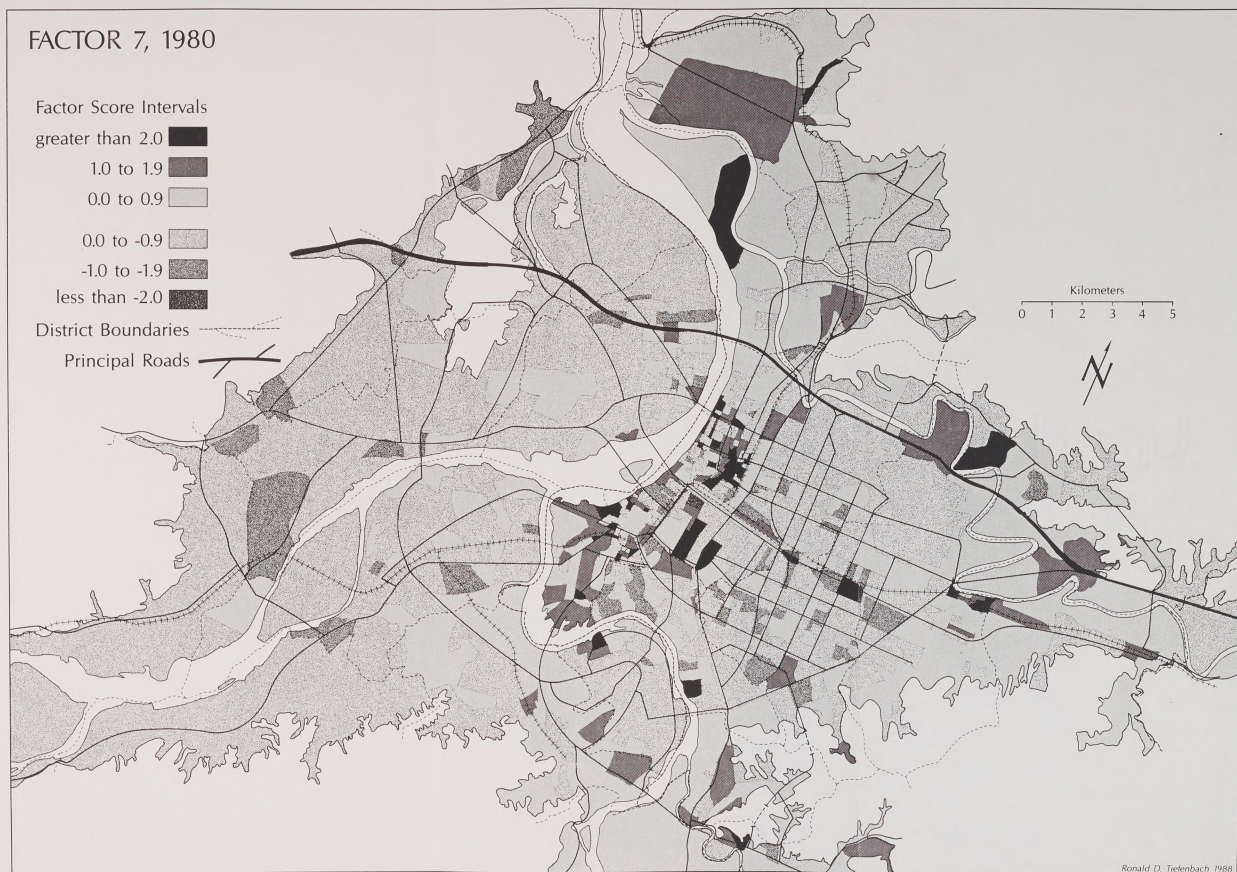 FACTOR 7, 1980
Factor Score Intervals
greater than 2.0
1.0 to 1.9
0.0 to 0.9
0.0 to -0.9
-1.0 to -1.9
less than -2.0
District Boundaries
Principal Roads
Kilometers
0 1 2 3 4 5
N
Ronald D. Tiefenbach 1988